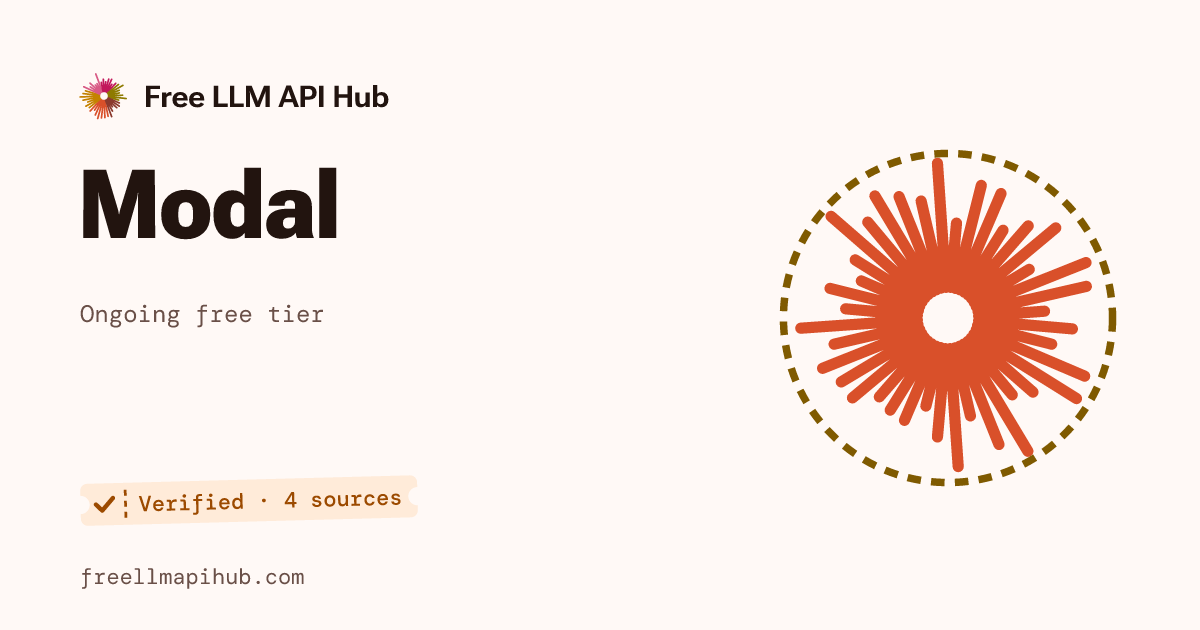 Free LLM API Hub
Modal
Ongoing free tier
Verified · 4 sources
freellmapihub.com